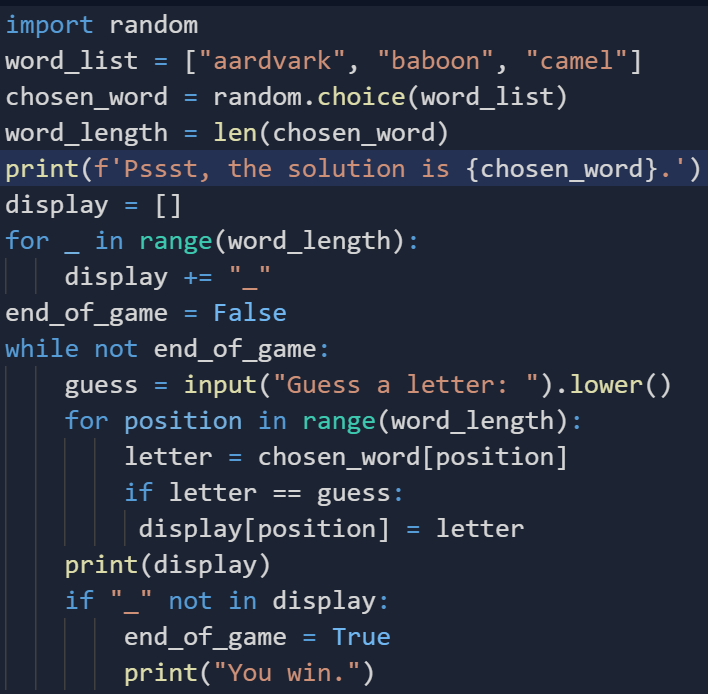 import random
word_list = ["aardvark", "baboon", "camel"]
chosen_word = random.choice(word_list)
word_length = len(chosen_word)
print(f'Pssst, the solution is {chosen_word}.')
display = []
for _ in range(word_length):
    display += "_"
end_of_game = False
while not end_of_game:
    guess = input("Guess a letter: ").lower()
    for position in range(word_length):
        letter = chosen_word[position]
        if letter == guess:
         display[position] = letter
    print(display)
    if "_" not in display:
        end_of_game = True
        print("You win.")